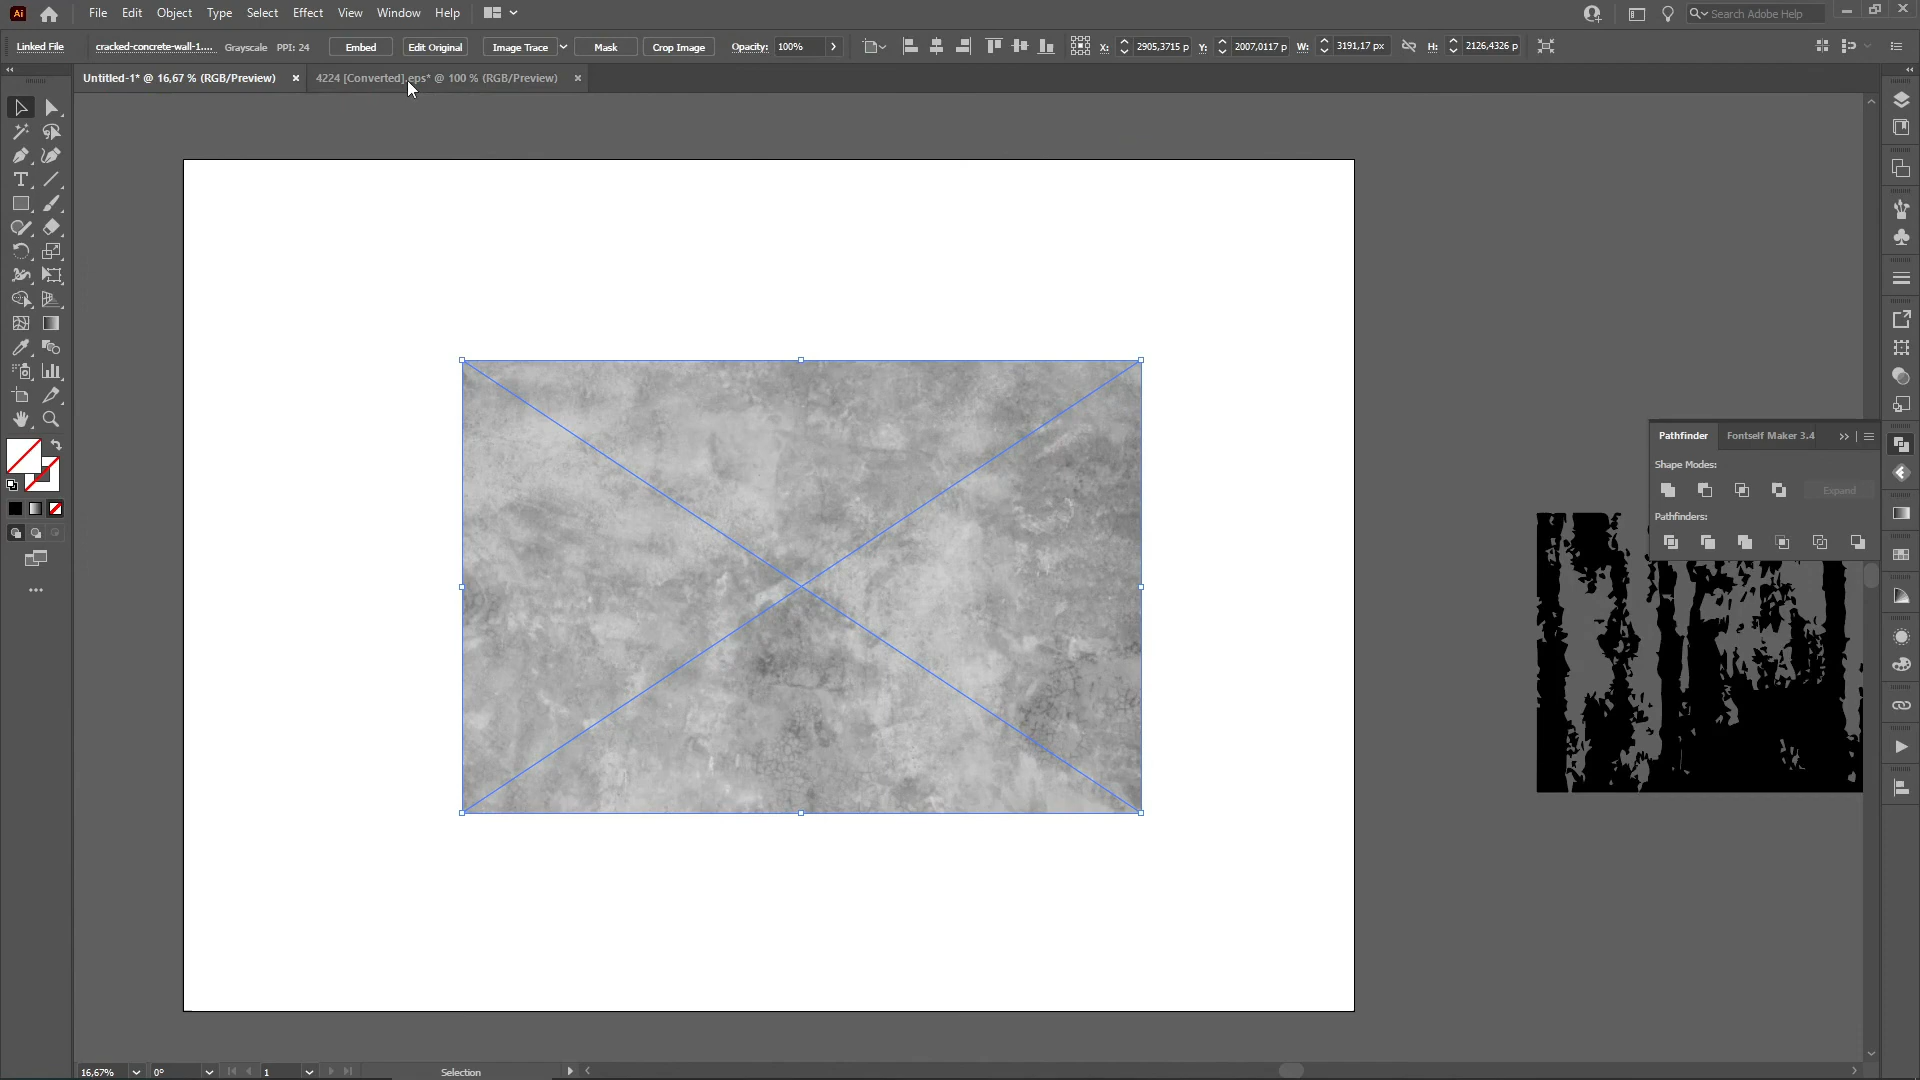 Ai File Edit Object Type Select Effect View Window Help Search Adobe Help
Linked File cracked-concrete-wall-1.... Grayscale PPI: 24 Embed Edit Original Image Trace Mask Crop Image Opacity: 100% X: 2905,3715 p Y: 2007,0117 p W: 3191,17 px H: 2126,4326 p
Untitled-1* @ 16,67 % (RGB/Preview) × 4224 [Converted].eps* @ 100 % (RGB/Preview) ×
Pathfinder Fontself Maker 3.4
Shape Modes:
Expand
Pathfinders:
16,67% 0° 1 Selection